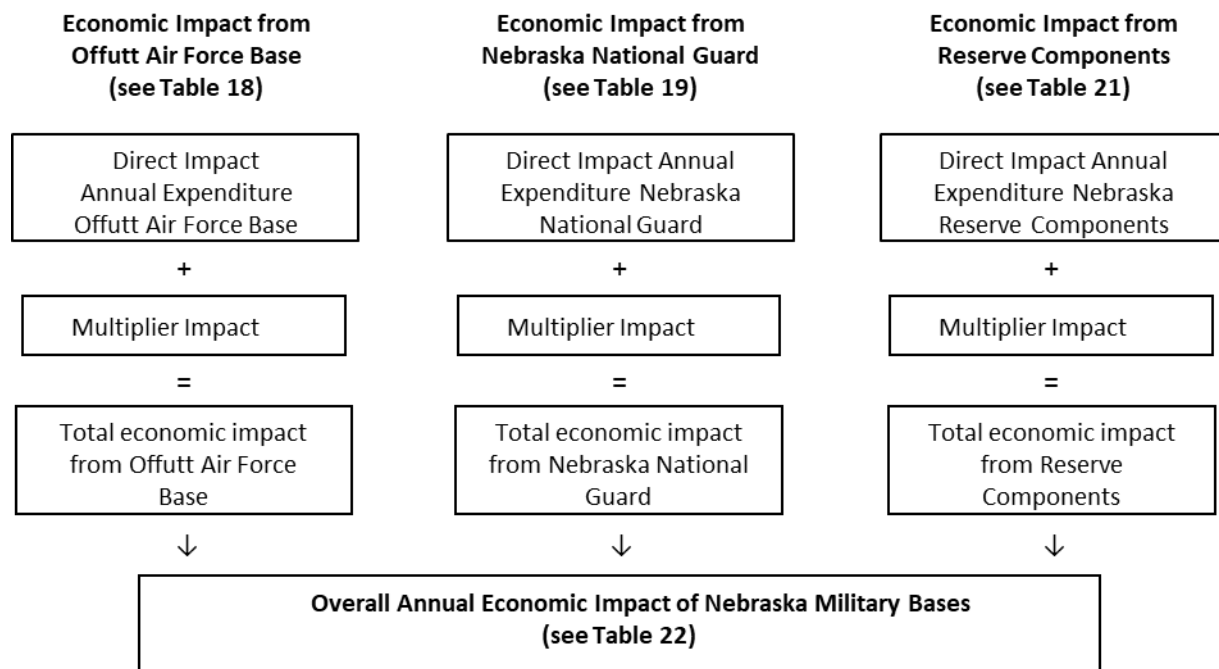 Economic Impact from
Offutt Air Force Base
(see Table 18)
Direct Impact
Annual Expenditure
Offutt Air Force Base
+
Multiplier Impact
=
Total economic impact
from Offutt Air Force
Base
↓
Economic Impact from
Nebraska National Guard
(see Table 19)
Direct Impact Annual
Expenditure Nebraska
National Guard
+
Multiplier Impact
=
Total economic impact
from Nebraska National
Guard
↓
Economic Impact from
Reserve Components
(see Table 21)
Direct Impact Annual
Expenditure Nebraska
Reserve Components
+
Multiplier Impact
=
Total economic impact
from Reserve
Components
↓
Overall Annual Economic Impact of Nebraska Military Bases
(see Table 22)